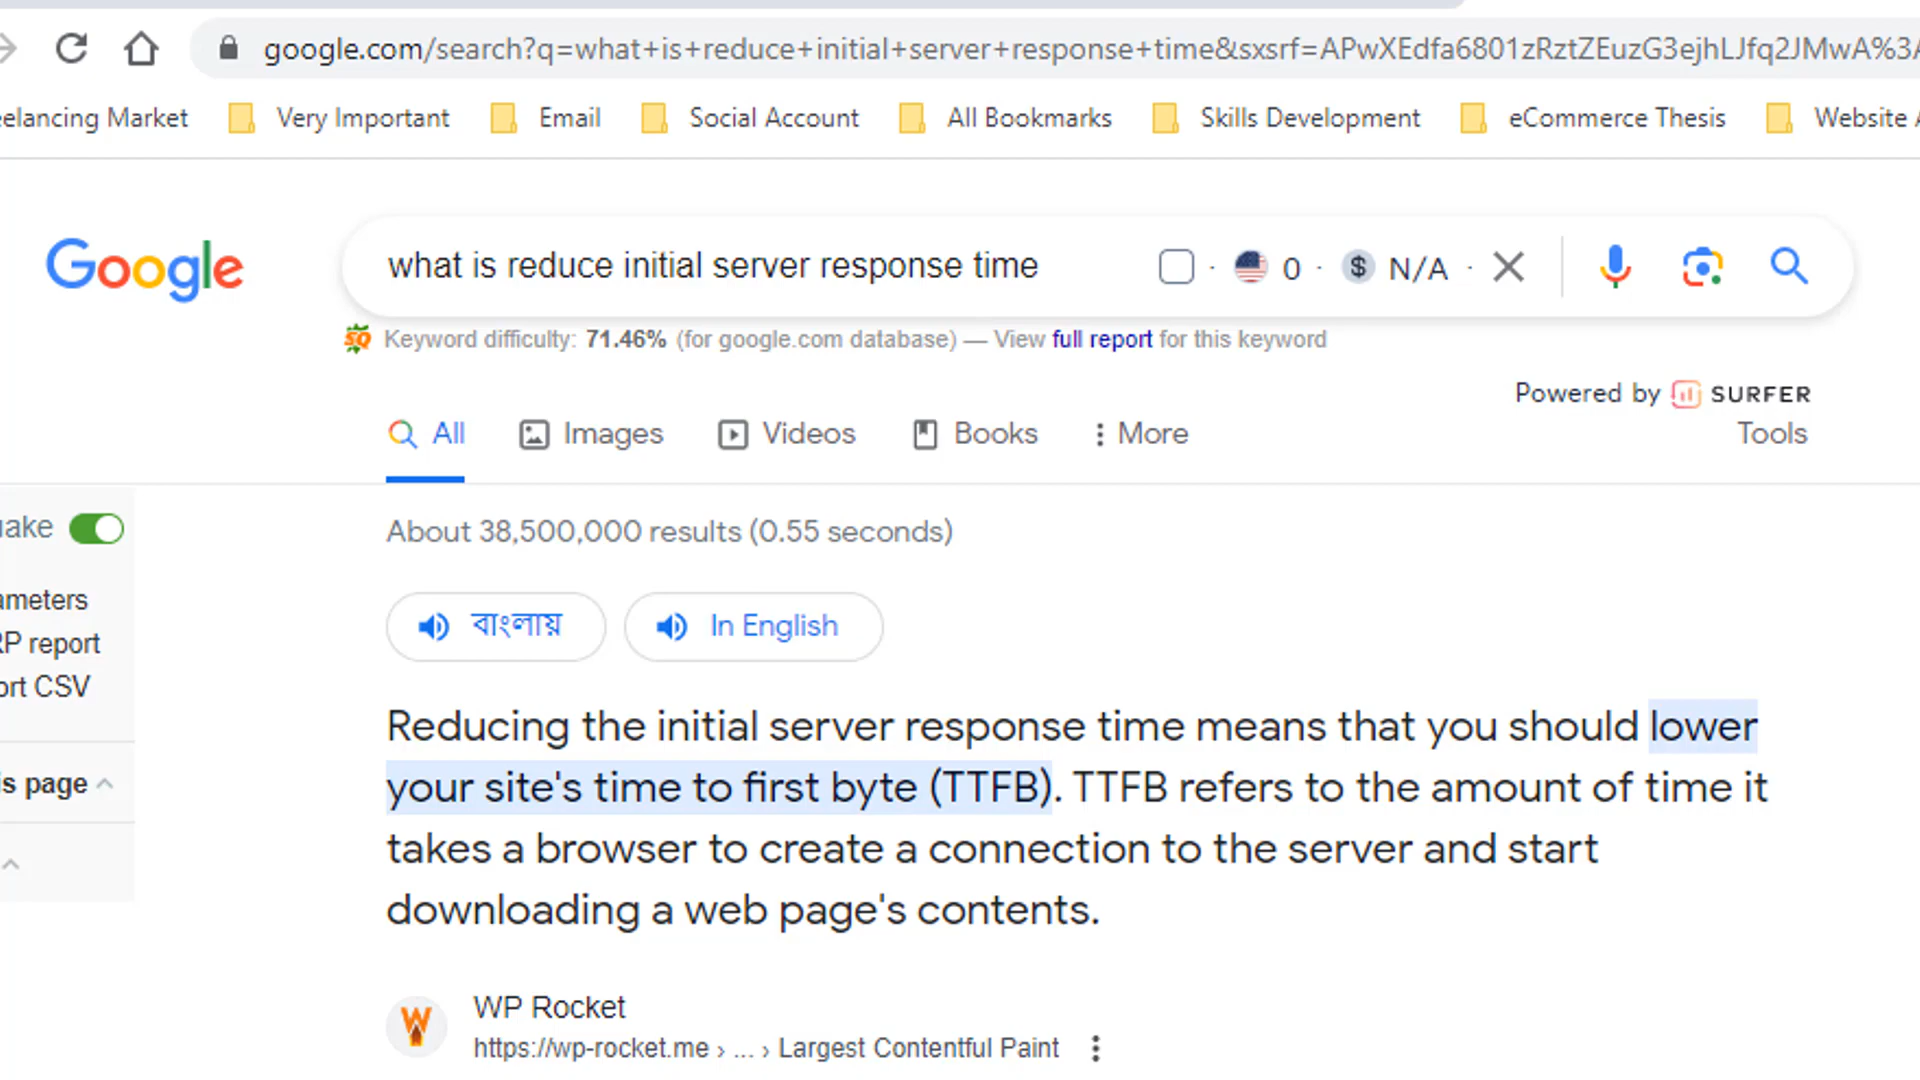 google.com/search?q=what+is+reduce+initial+server+response+time&sxsrf=APwXEdfa6801zRztZEuzG3ejhLJfq2JMwA%3A
eelancing Market Very Important Email Social Account All Bookmarks Skills Development eCommerce Thesis Website A
Google what is reduce initial server response time · 0 · $ N/A ·
SQ Keyword difficulty: 71.46% (for google.com database) — View full report for this keyword
Powered by SURFER
All Images Videos Books More Tools
uake
About 38,500,000 results (0.55 seconds)
ameters
RP report
ort CSV
বাংলায় In English
Reducing the initial server response time means that you should lower
your site's time to first byte (TTFB). TTFB refers to the amount of time it
is page
takes a browser to create a connection to the server and start
downloading a web page's contents.
WP Rocket
https://wp-rocket.me › ... › Largest Contentful Paint